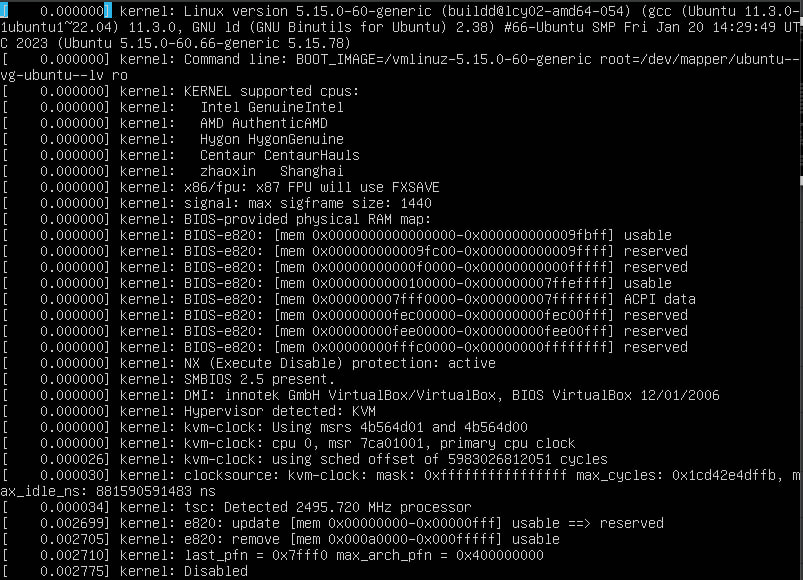 [    0.000000] kernel: Linux version 5.15.0-60-generic (buildd@lcy02-amd64-054) (gcc (Ubuntu 11.3.0-
1ubuntu1~22.04) 11.3.0, GNU ld (GNU Binutils for Ubuntu) 2.38) #66-Ubuntu SMP Fri Jan 20 14:29:49 UT
C 2023 (Ubuntu 5.15.0-60.66-generic 5.15.78)
[    0.000000] kernel: Command line: BOOT_IMAGE=/vmlinuz-5.15.0-60-generic root=/dev/mapper/ubuntu--
vg-ubuntu--lv ro
[    0.000000] kernel: KERNEL supported cpus:
[    0.000000] kernel:   Intel GenuineIntel
[    0.000000] kernel:   AMD AuthenticAMD
[    0.000000] kernel:   Hygon HygonGenuine
[    0.000000] kernel:   Centaur CentaurHauls
[    0.000000] kernel:   zhaoxin   Shanghai
[    0.000000] kernel: x86/fpu: x87 FPU will use FXSAVE
[    0.000000] kernel: signal: max sigframe size: 1440
[    0.000000] kernel: BIOS-provided physical RAM map:
[    0.000000] kernel: BIOS-e820: [mem 0x0000000000000000-0x000000000009fbff] usable
[    0.000000] kernel: BIOS-e820: [mem 0x000000000009fc00-0x000000000009ffff] reserved
[    0.000000] kernel: BIOS-e820: [mem 0x00000000000f0000-0x00000000000fffff] reserved
[    0.000000] kernel: BIOS-e820: [mem 0x0000000000100000-0x000000007ffeffff] usable
[    0.000000] kernel: BIOS-e820: [mem 0x000000007fff0000-0x000000007fffffff] ACPI data
[    0.000000] kernel: BIOS-e820: [mem 0x00000000fec00000-0x00000000fec00fff] reserved
[    0.000000] kernel: BIOS-e820: [mem 0x00000000fee00000-0x00000000fee00fff] reserved
[    0.000000] kernel: BIOS-e820: [mem 0x00000000fffc0000-0x00000000ffffffff] reserved
[    0.000000] kernel: NX (Execute Disable) protection: active
[    0.000000] kernel: SMBIOS 2.5 present.
[    0.000000] kernel: DMI: innotek GmbH VirtualBox/VirtualBox, BIOS VirtualBox 12/01/2006
[    0.000000] kernel: Hypervisor detected: KVM
[    0.000000] kernel: kvm-clock: Using msrs 4b564d01 and 4b564d00
[    0.000000] kernel: kvm-clock: cpu 0, msr 7ca01001, primary cpu clock
[    0.000026] kernel: kvm-clock: using sched offset of 5983026812051 cycles
[    0.000030] kernel: clocksource: kvm-clock: mask: 0xffffffffffffffff max_cycles: 0x1cd42e4dffb, m
ax_idle_ns: 881590591483 ns
[    0.000034] kernel: tsc: Detected 2495.720 MHz processor
[    0.002699] kernel: e820: update [mem 0x00000000-0x00000fff] usable ==> reserved
[    0.002705] kernel: e820: remove [mem 0x000a0000-0x000fffff] usable
[    0.002710] kernel: last_pfn = 0x7fff0 max_arch_pfn = 0x400000000
[    0.002775] kernel: Disabled